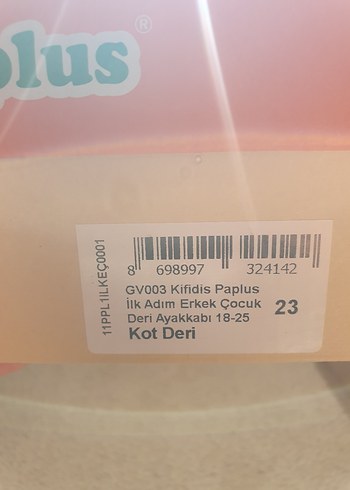 plus®
11PPL1ILKEÇ0001
8 698997 324142
GV003 Kifidis Paplus
İlk Adım Erkek Çocuk
Deri Ayakkabı 18-25
23
Kot Deri